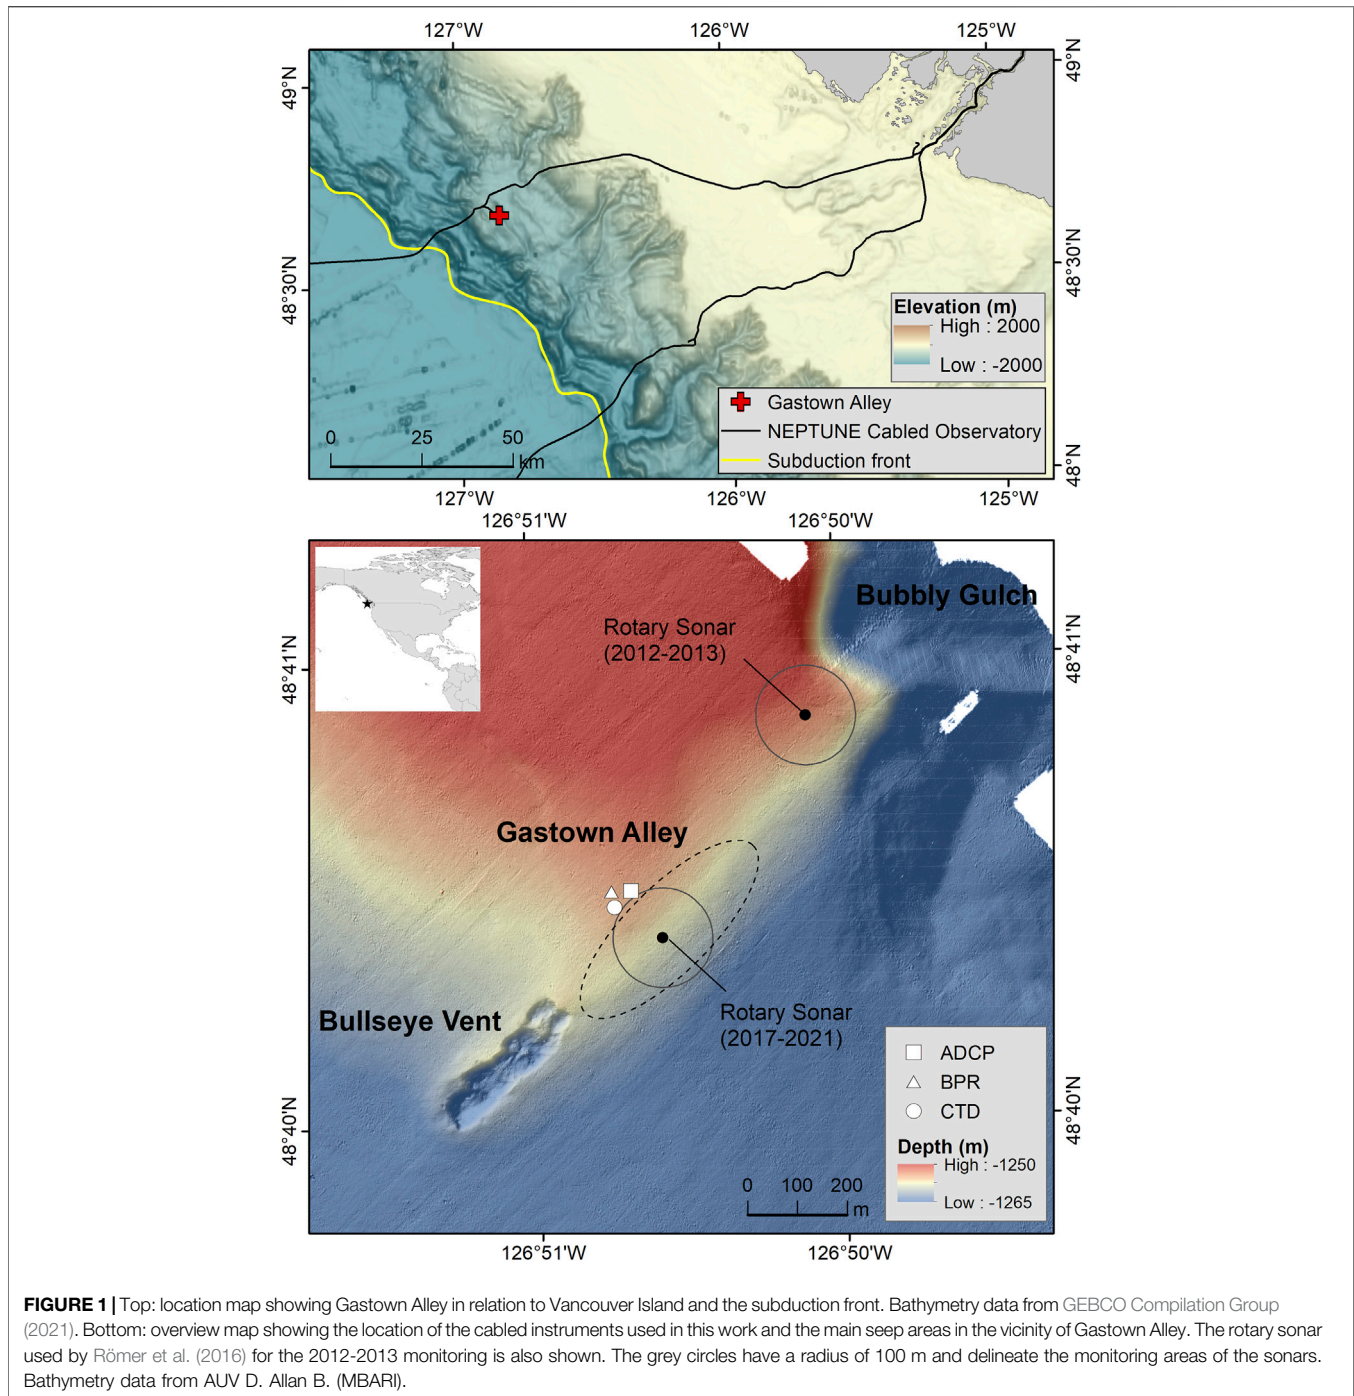 127°W 126°W 125°W
49°N 49°N
48°30'N 48°30'N
Elevation (m)
High : 2000
Low : -2000
Gastown Alley
NEPTUNE Cabled Observatory
Subduction front
0 25 50
km
48°N
127°W 126°W 125°W
126°51'W 126°50'W
Bubbly Gulch
Rotary Sonar
(2012-2013)
48°41'N 48°41'N
Gastown Alley
Bullseye Vent
Rotary Sonar
(2017-2021)
ADCP
BPR
CTD
48°40'N 48°40'N
Depth (m)
High : -1250
Low : -1265
0 100 200
m
126°51'W 126°50'W
FIGURE 1 | Top: location map showing Gastown Alley in relation to Vancouver Island and the subduction front. Bathymetry data from GEBCO Compilation Group
(2021). Bottom: overview map showing the location of the cabled instruments used in this work and the main seep areas in the vicinity of Gastown Alley. The rotary sonar
used by Römer et al. (2016) for the 2012-2013 monitoring is also shown. The grey circles have a radius of 100 m and delineate the monitoring areas of the sonars.
Bathymetry data from AUV D. Allan B. (MBARI).